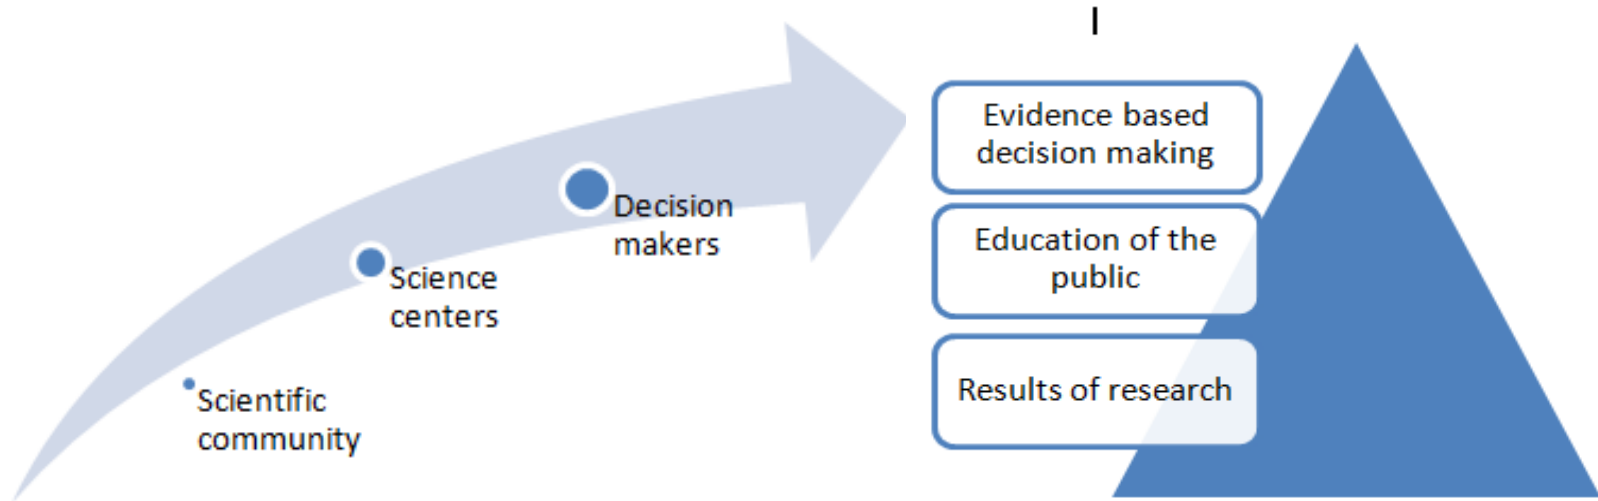 Scientific
community
Science
centers
Decision
makers
I
Evidence based
decision making
Education of the
public
Results of research